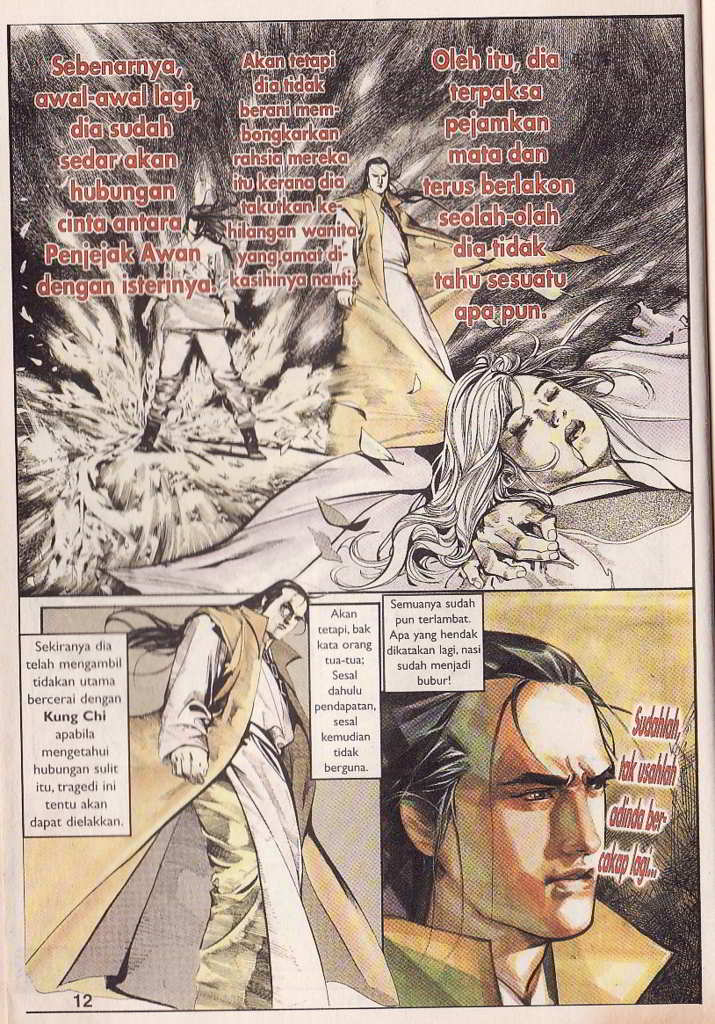 Sebenarnya,
awal-awal lagi,
dia sudah
sedar akan
hubungan
cinta antara
Penjejak Awan
dengan isterinya.
Akan tetapi
dia tidak
berani mem-
bongkarkan
rahsia mereka
itu kerana dia
takutkan ke-
hilangan wanita
yang amat di-
kasihinya nanti.
Oleh itu, dia
terpaksa
pejamkan
mata dan
terus berlakon
seolah-olah
dia tidak
tahu sesuatu
apa pun.
Sekiranya dia
telah mengambil
tidakan utama
bercerai dengan
Kung Chi
apabila
mengetahui
hubungan sulit
itu, tragedi ini
tentu akan
dapat dielakkan.
Akan
tetapi, bak
kata orang
tua-tua;
Sesal
dahulu
pendapatan,
sesal
kemudian
tidak
berguna.
Semuanya sudah
pun terlambat.
Apa yang hendak
dikatakan lagi, nasi
sudah menjadi
bubur!
Sudahlah,
tak usahlah
adinda ber-
cakap lagi...
12